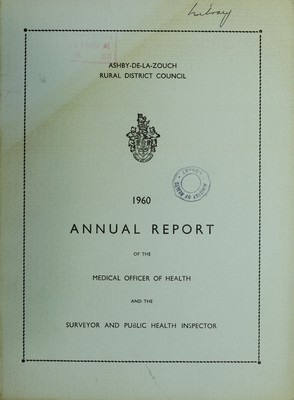 Library
ASHBY-DE-LA-ZOUCH
RURAL DISTRICT COUNCIL
1960
ANNUAL REPORT
OF THE
MEDICAL OFFICER OF HEALTH
AND THE
SURVEYOR AND PUBLIC HEALTH INSPECTOR